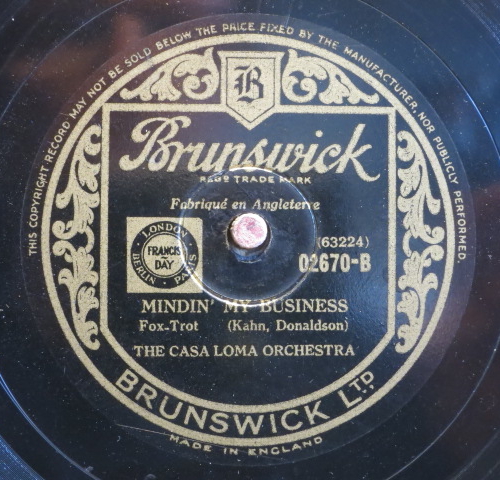 THIS COPYRIGHT RECORD MAY NOT BE SOLD BELOW THE PRICE FIXED BY THE MANUFACTURER, NOR PUBLICLY PERFORMED.
B
Brunswick
REGD TRADE MARK
Fabriqué en Angleterre
LONDON
FRANCIS
DAY
BERLIN PARIS
(63224)
02670-B
MINDIN' MY BUSINESS
Fox-Trot (Kahn, Donaldson)
THE CASA LOMA ORCHESTRA
BRUNSWICK LTD
MADE IN ENGLAND